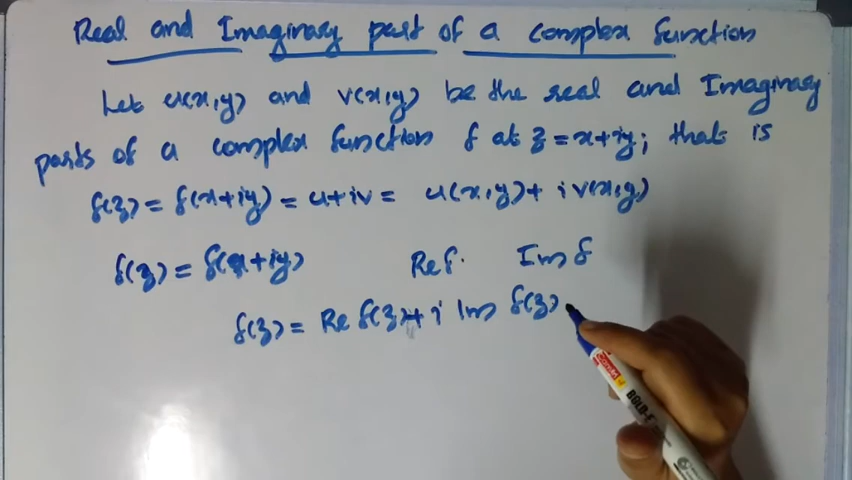 Real and Imaginary part of a complex function
Let u(x,y) and v(x,y) be the real and Imaginary
parts of a complex function f at z = x+iy; that is
f(z) = f(x+iy) = u+iv = u(x,y) + i v(x,y)
f(z) = f(x+iy) Re f. Im f
f(z) = Re f(z) + i Im f(z)
BOLD-E